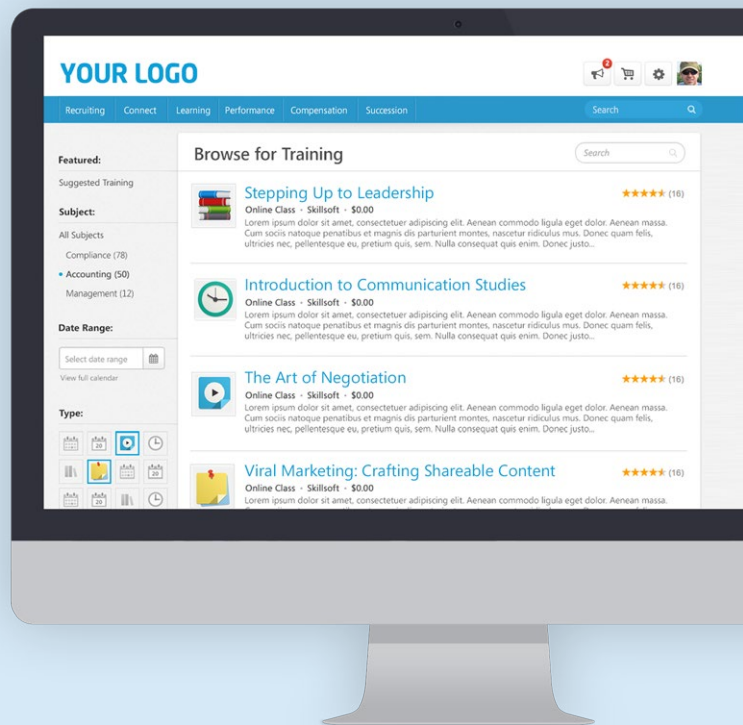 YOUR LOGO
2
Recruiting Connect Learning Performance Compensation Succession
Search
Featured:
Suggested Training
Subject:
All Subjects
Compliance (78)
Accounting (50)
Management (12)
Date Range:
Select date range
View full calendar
Type:
20
20
20
Browse for Training
Search
Stepping Up to Leadership
(16)
Online Class · Skillsoft · $0.00
Lorem ipsum dolor sit amet, consectetuer adipiscing elit. Aenean commodo ligula eget dolor. Aenean massa.
Cum sociis natoque penatibus et magnis dis parturient montes, nascetur ridiculus mus. Donec quam felis,
ultricies nec, pellentesque eu, pretium quis, sem. Nulla consequat quis enim. Donec justo...
Introduction to Communication Studies
(16)
Online Class · Skillsoft · $0.00
Lorem ipsum dolor sit amet, consectetuer adipiscing elit. Aenean commodo ligula eget dolor. Aenean massa.
Cum sociis natoque penatibus et magnis dis parturient montes, nascetur ridiculus mus. Donec quam felis,
ultricies nec, pellentesque eu, pretium quis, sem. Nulla consequat quis enim. Donec justo...
The Art of Negotiation
(16)
Online Class · Skillsoft · $0.00
Lorem ipsum dolor sit amet, consectetuer adipiscing elit. Aenean commodo ligula eget dolor. Aenean massa.
Cum sociis natoque penatibus et magnis dis parturient montes, nascetur ridiculus mus. Donec quam felis,
ultricies nec, pellentesque eu, pretium quis, sem. Nulla consequat quis enim. Donec justo...
Viral Marketing: Crafting Shareable Content
(16)
Online Class · Skillsoft · $0.00
Lorem ipsum dolor sit amet, consectetuer adipiscing elit. Aenean commodo ligula eget dolor. Aenean massa.